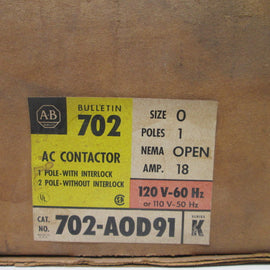 A-B
BULLETIN
702
AC CONTACTOR
1 POLE-WITH INTERLOCK
2 POLE-WITHOUT INTERLOCK
SIZE 0
POLES 1
NEMA OPEN
AMP. 18
120 V-60 Hz
or 110 V-50 Hz
CAT. NO. 702-AOD91
SERIES K